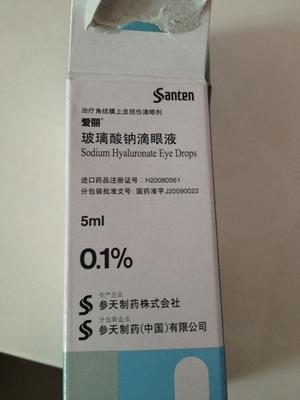 Santen
治疗角结膜上皮损伤滴眼剂
爱丽®
玻璃酸钠滴眼液
Sodium Hyaluronate Eye Drops
进口药品注册证号：H20080561
分包装批准文号：国药准字J20090022
5ml
0.1%
生产企业
参天制药株式会社
分包装企业
参天制药(中国)有限公司